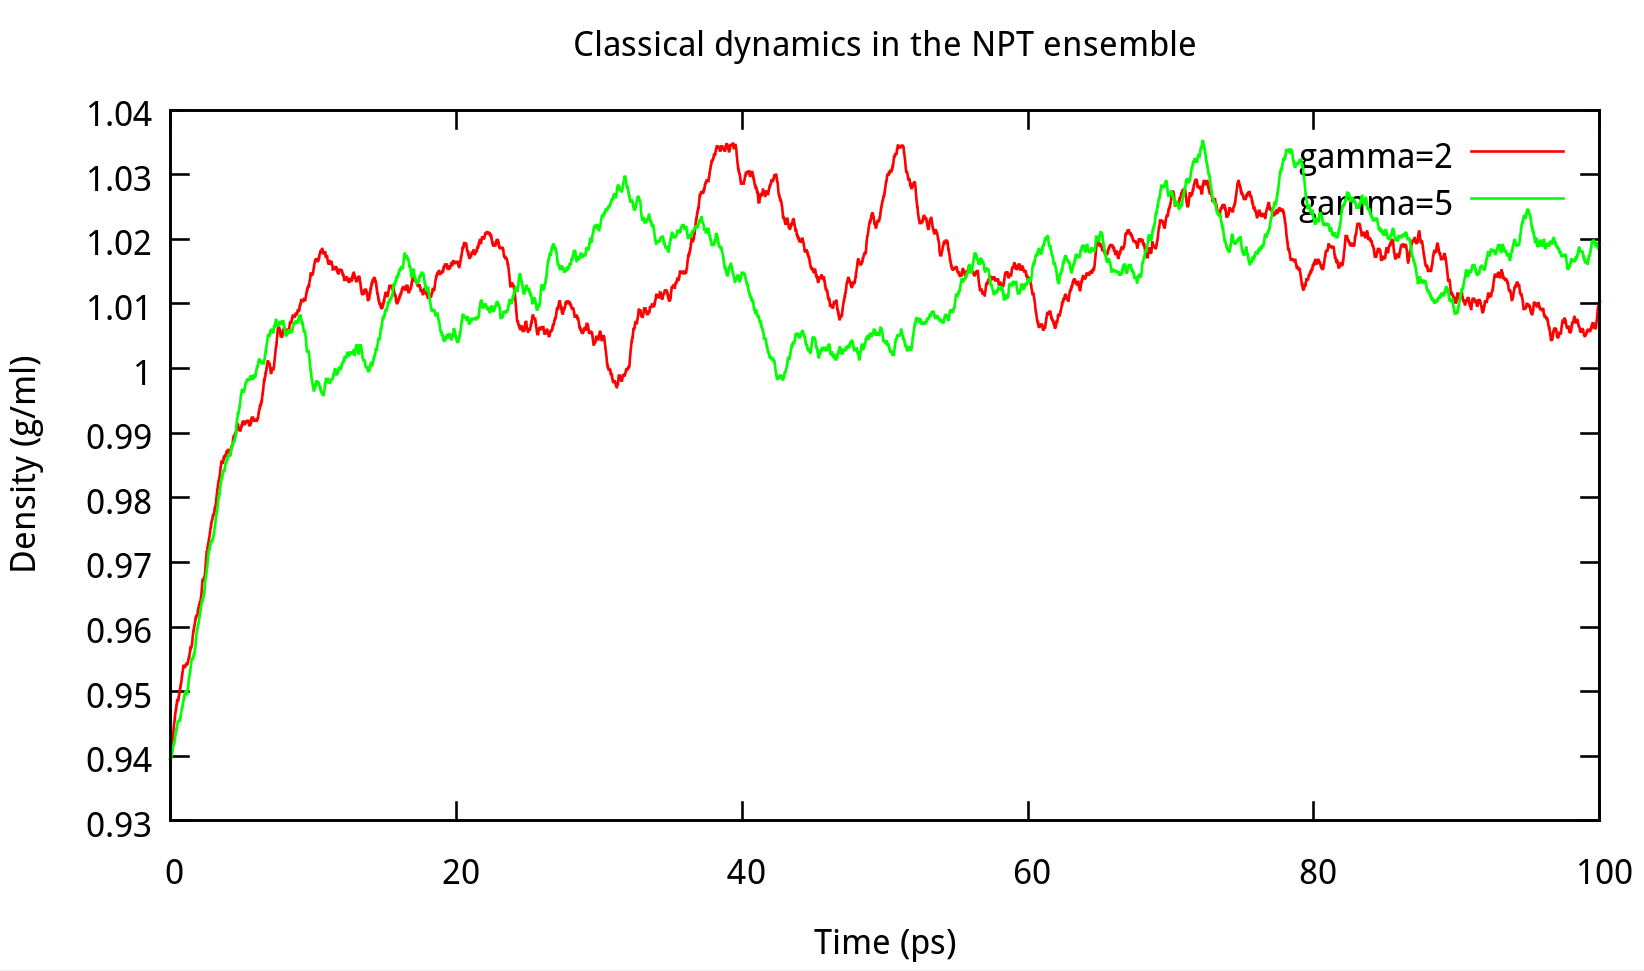 Classical dynamics in the NPT ensemble
1.04
1.03
1.02
1.01
1
0.99
0.98
0.97
0.96
0.95
0.94
0.93
Density (g/ml)
gamma=2
gamma=5
0 20 40 60 80 100
Time (ps)